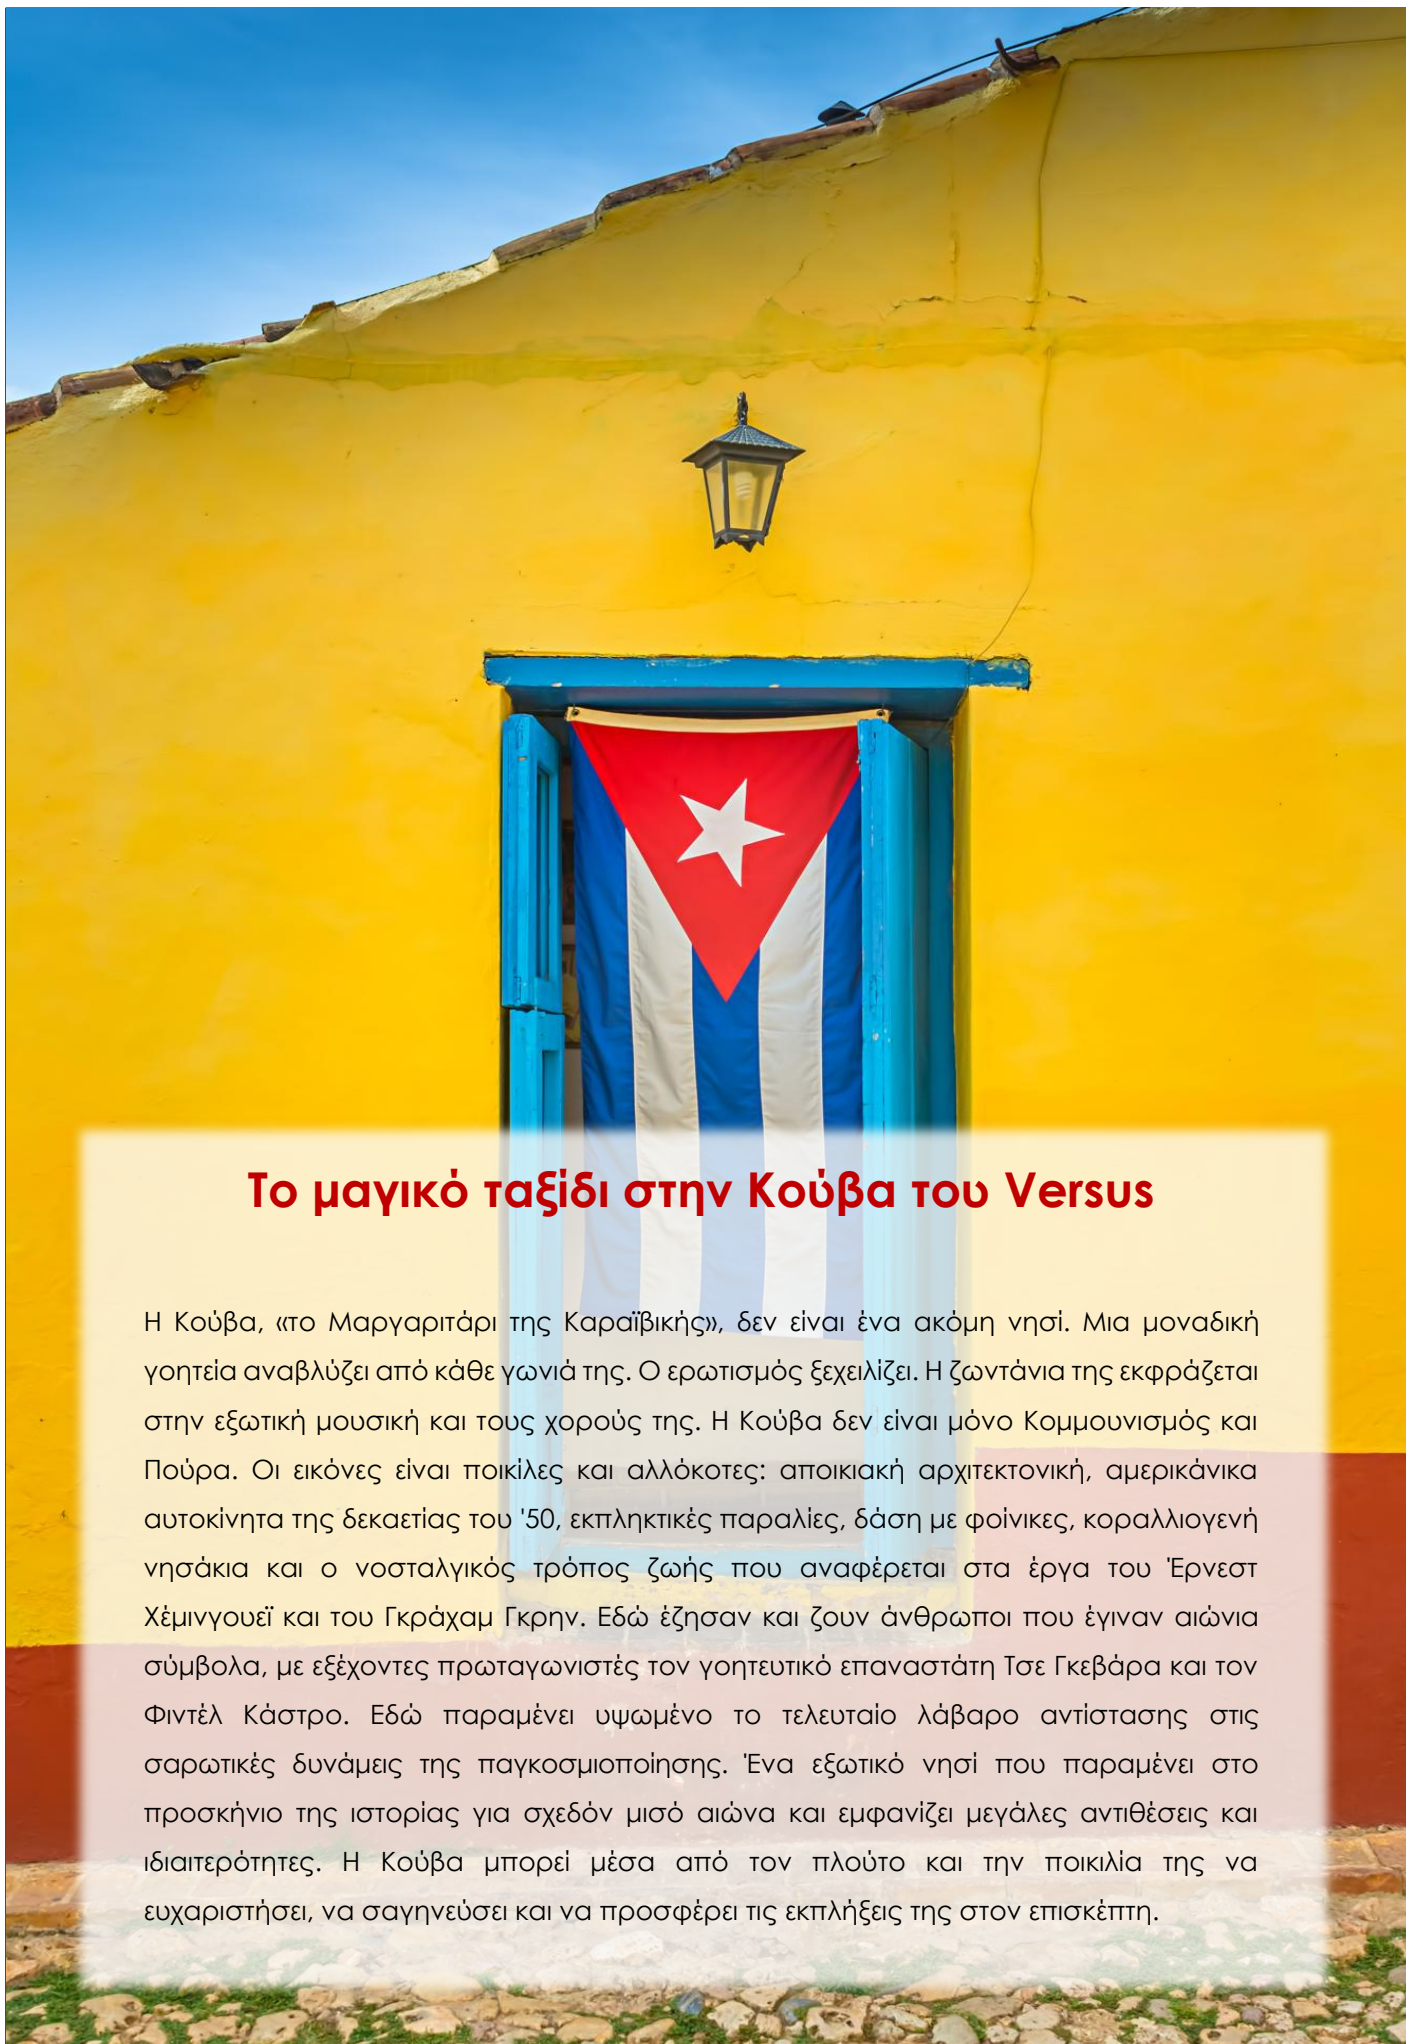 Το μαγικό ταξίδι στην Κούβα του Versus
Η Κούβα, «το Μαργαριτάρι της Καραϊβικής», δεν είναι ένα ακόμη νησί. Μια μοναδική
γοητεία αναβλύζει από κάθε γωνιά της. Ο ερωτισμός ξεχειλίζει. Η ζωντάνια της εκφράζεται
στην εξωτική μουσική και τους χορούς της. Η Κούβα δεν είναι μόνο Κομμουνισμός και
Πούρα. Οι εικόνες είναι ποικίλες και αλλόκοτες: αποικιακή αρχιτεκτονική, αμερικάνικα
αυτοκίνητα της δεκαετίας του '50, εκπληκτικές παραλίες, δάση με φοίνικες, κοραλλιογενή
νησάκια και ο νοσταλγικός τρόπος ζωής που αναφέρεται στα έργα του Έρνεστ
Χέμινγουεϊ και του Γκράχαμ Γκρην. Εδώ έζησαν και ζουν άνθρωποι που έγιναν αιώνια
σύμβολα, με εξέχοντες πρωταγωνιστές τον γοητευτικό επαναστάτη Τσε Γκεβάρα και τον
Φιντέλ Κάστρο. Εδώ παραμένει υψωμένο το τελευταίο λάβαρο αντίστασης στις
σαρωτικές δυνάμεις της παγκοσμιοποίησης. Ένα εξωτικό νησί που παραμένει στο
προσκήνιο της ιστορίας για σχεδόν μισό αιώνα και εμφανίζει μεγάλες αντιθέσεις και
ιδιαιτερότητες. Η Κούβα μπορεί μέσα από τον πλούτο και την ποικιλία της να
ευχαριστήσει, να σαγηνεύσει και να προσφέρει τις εκπλήξεις της στον επισκέπτη.